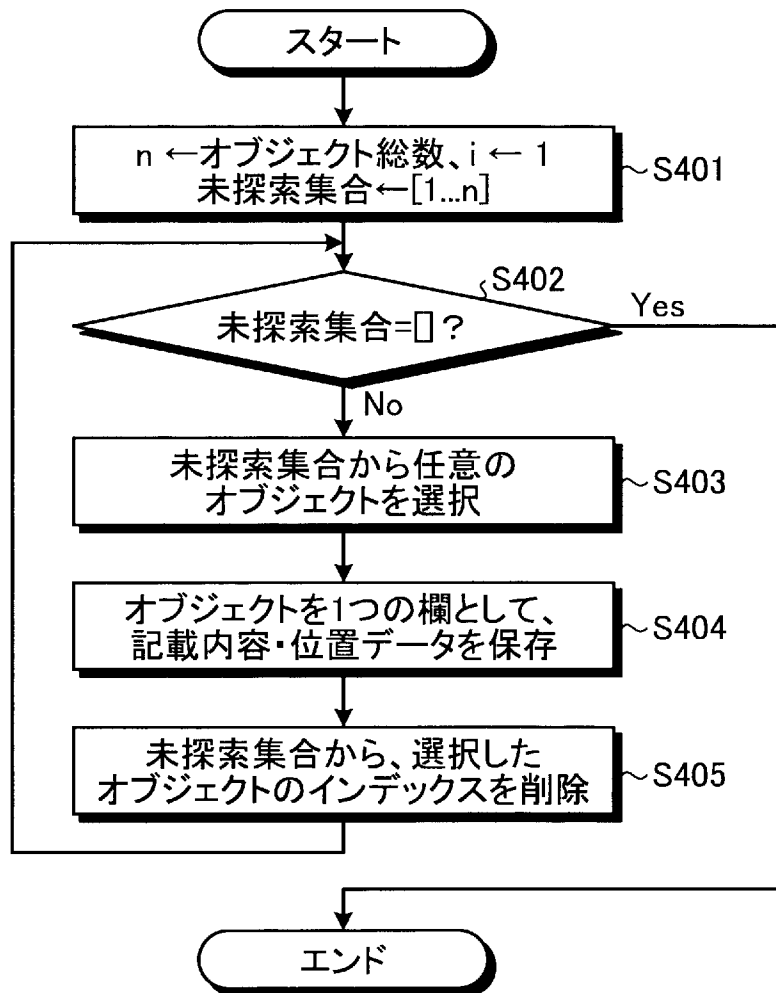 スタート
n ←オブジェクト総数、i ← 1
未探索集合←[1...n]
S401
S402
未探索集合=[]？
Yes
No
未探索集合から任意の
オブジェクトを選択
S403
オブジェクトを1つの欄として、
記載内容・位置データを保存
S404
未探索集合から、選択した
オブジェクトのインデックスを削除
S405
エンド